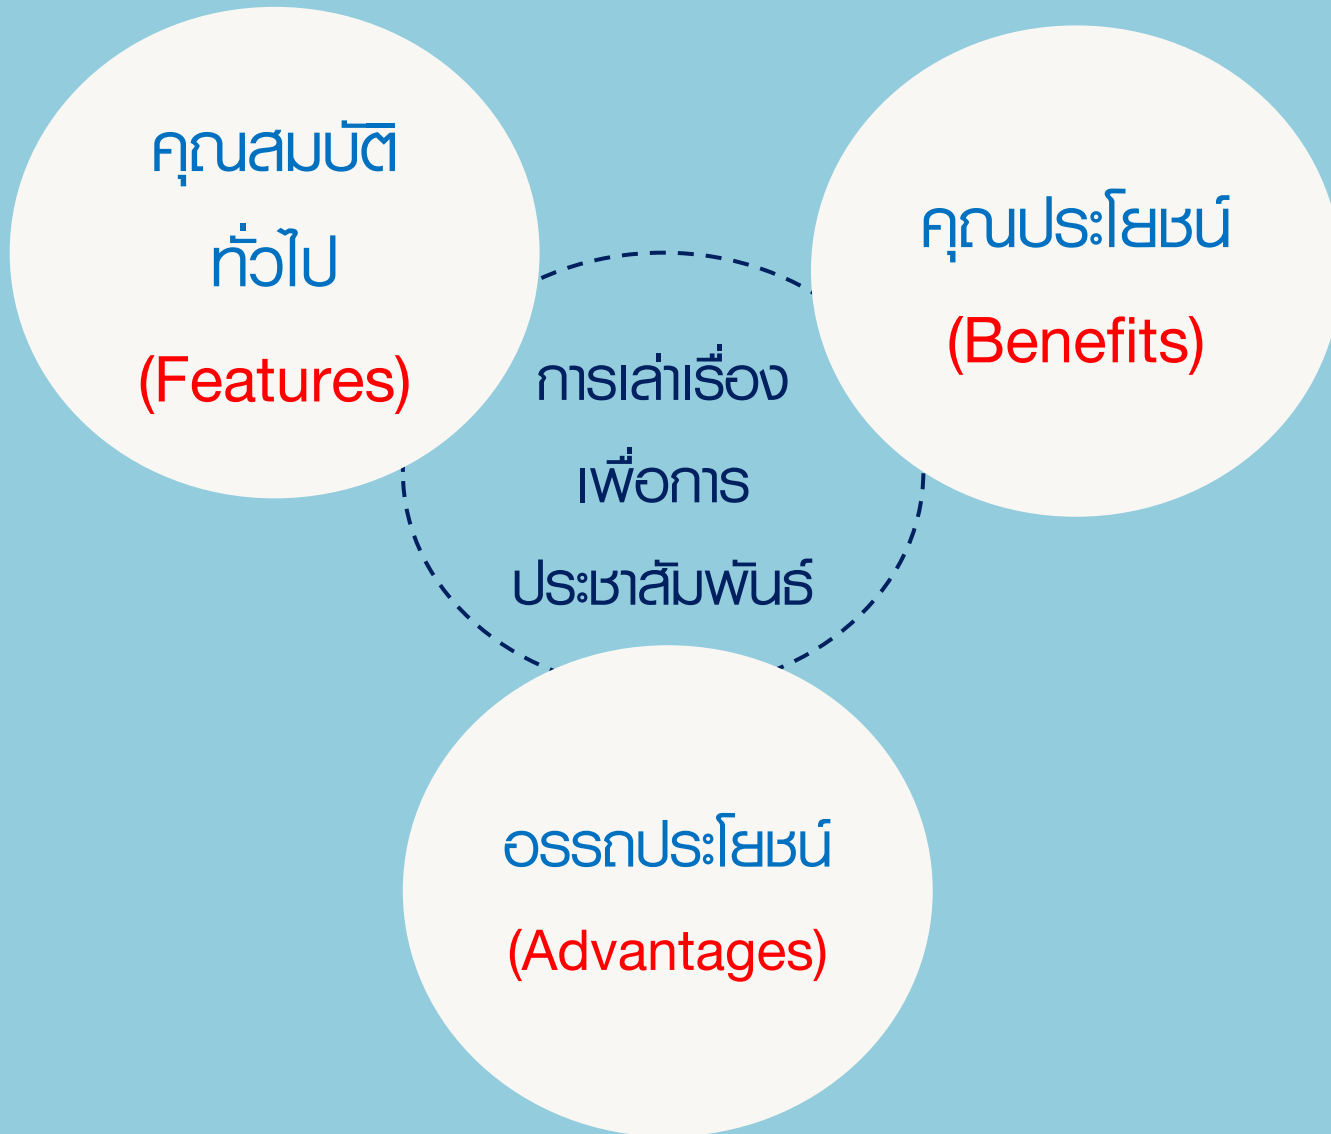 คุณสมบัติ
ทั่วไป
(Features)
คุณประโยชน์
(Benefits)
การเล่าเรื่อง
เพื่อการ
ประชาสัมพันธ์
อรรถประโยชน์
(Advantages)